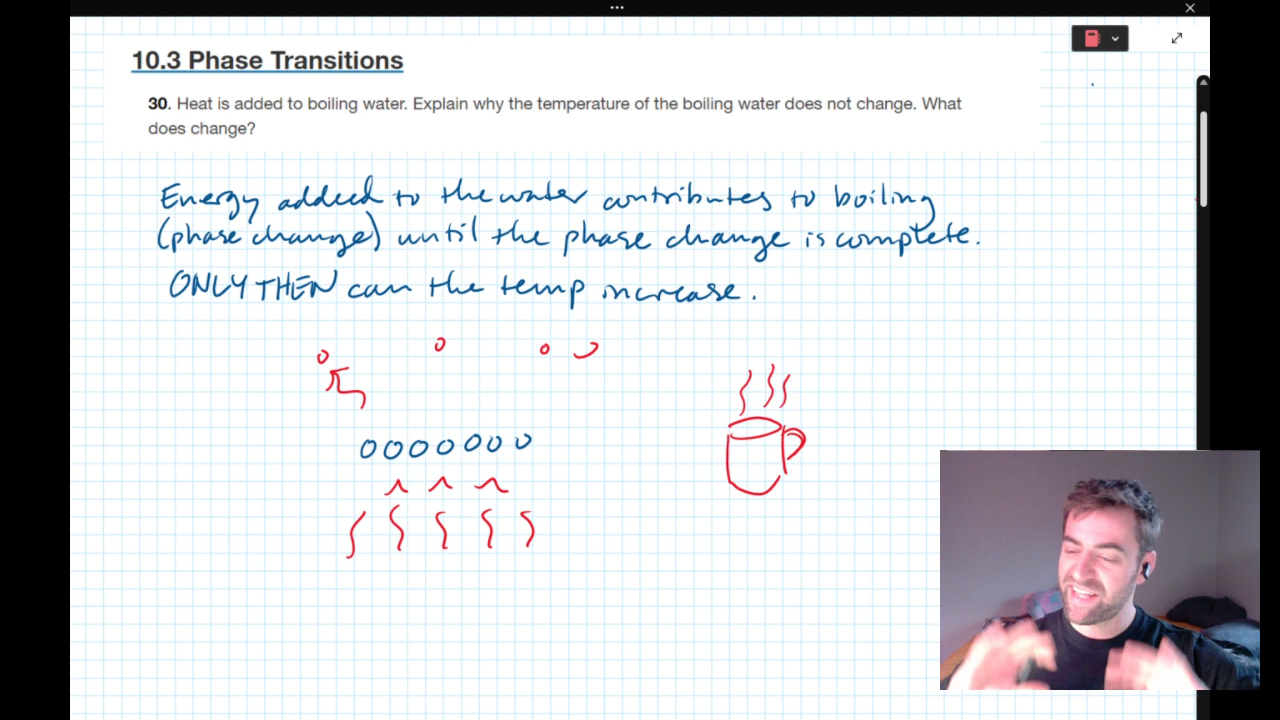 10.3 Phase Transitions
30. Heat is added to boiling water. Explain why the temperature of the boiling water does not change. What
does change?
Energy added to the water contributes to boiling
(phase change) until the phase change is complete.
ONLY THEN can the temp increase.